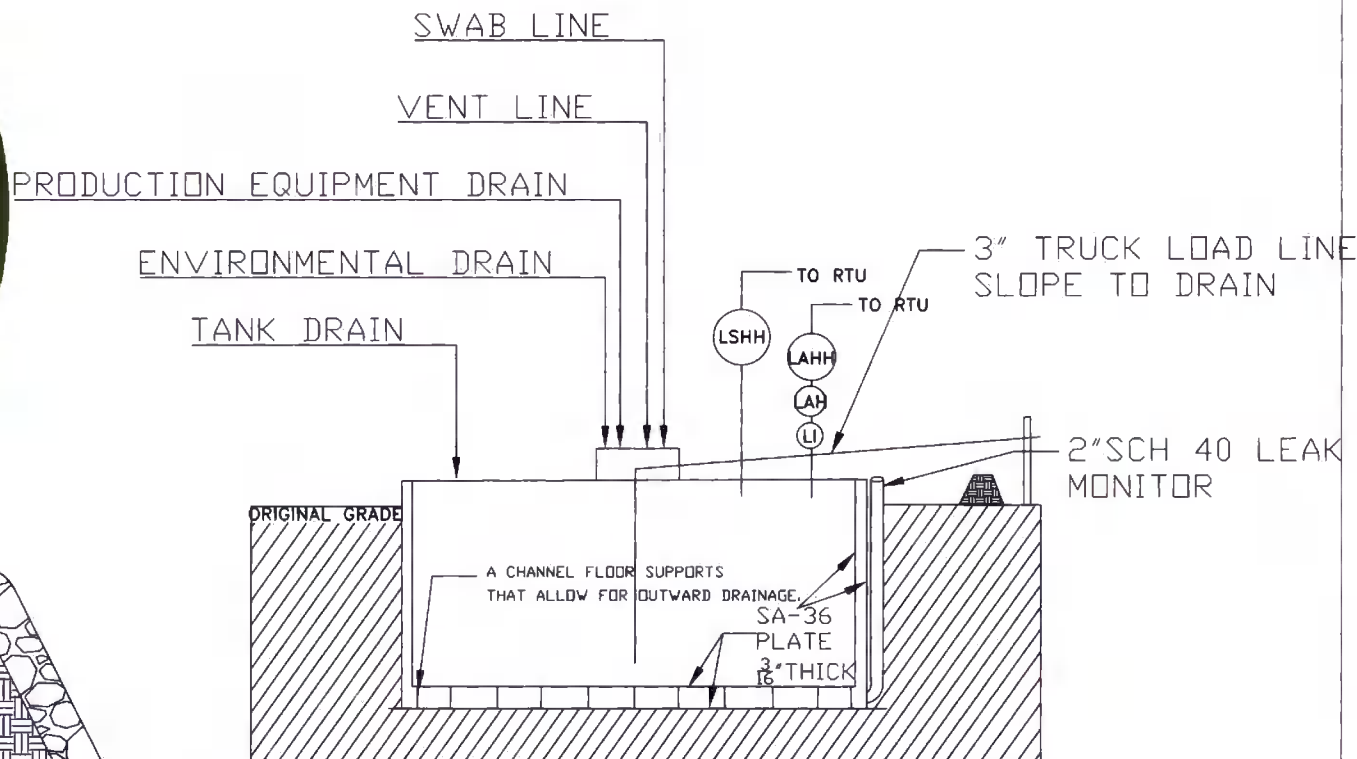 SWAB LINE
VENT LINE
PRODUCTION EQUIPMENT DRAIN
ENVIRONMENTAL DRAIN
TANK DRAIN
TO RTU
TO RTU
3" TRUCK LOAD LINE
SLOPE TO DRAIN
LSHH
LAHH
LAH
LI
2"SCH 40 LEAK
MONITOR
ORIGINAL GRADE
A CHANNEL FLOOR SUPPORTS
THAT ALLOW FOR OUTWARD DRAINAGE.
SA-36
PLATE
3/16"THICK